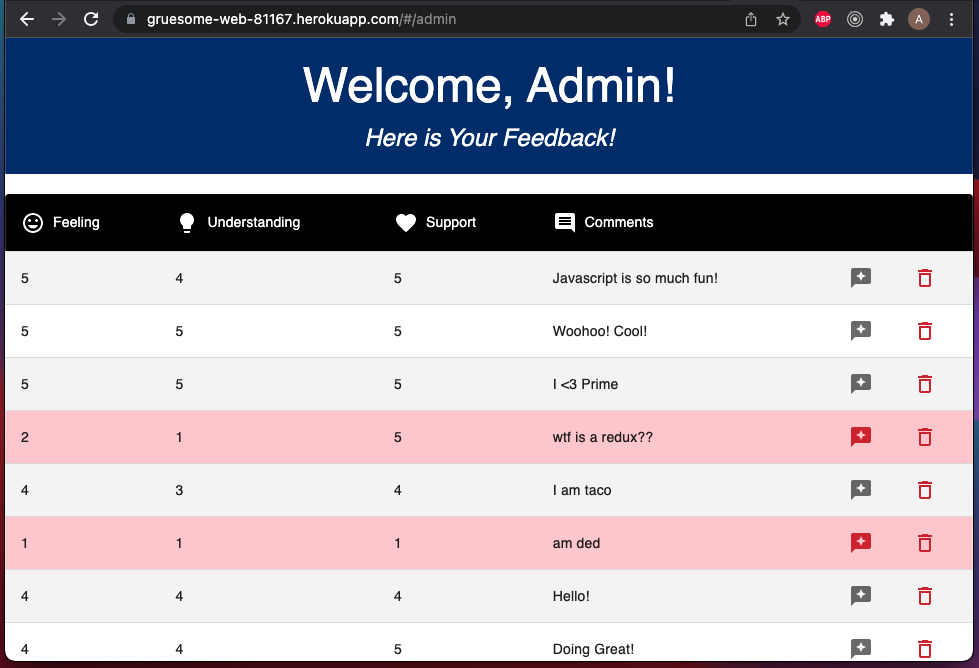 gruesome-web-81167.herokuapp.com/#/admin
ABP
A
Welcome, Admin!
Here is Your Feedback!
Feeling Understanding Support Comments
5 4 5 Javascript is so much fun!
5 5 5 Woohoo! Cool!
5 5 5 I <3 Prime
2 1 5 wtf is a redux??
4 3 4 I am taco
1 1 1 am ded
4 4 4 Hello!
4 4 5 Doing Great!